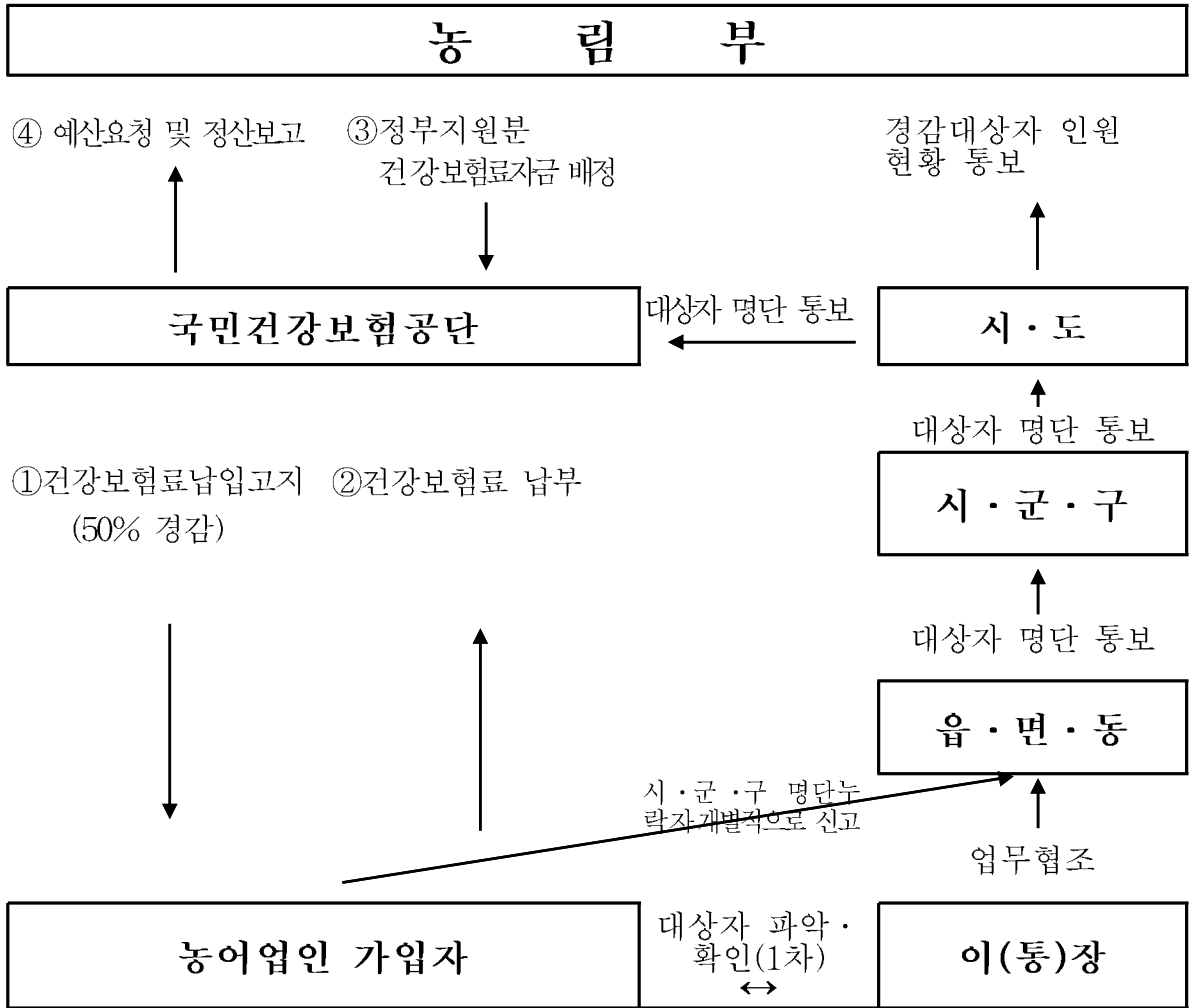 농 림 부
④ 예산요청 및 정산보고
③정부지원분
건강보험료자금 배정
경감대상자 인원
현황 통보
국민건강보험공단
대상자 명단 통보
시·도
대상자 명단 통보
①건강보험료납입고지
(50% 경감)
②건강보험료 납부
시·군·구
대상자 명단 통보
읍·면·동
시·군·구 명단누
락자 개별적으로 신고
업무협조
농어업인 가입자
대상자 파악·
확인(1차)
이(통)장